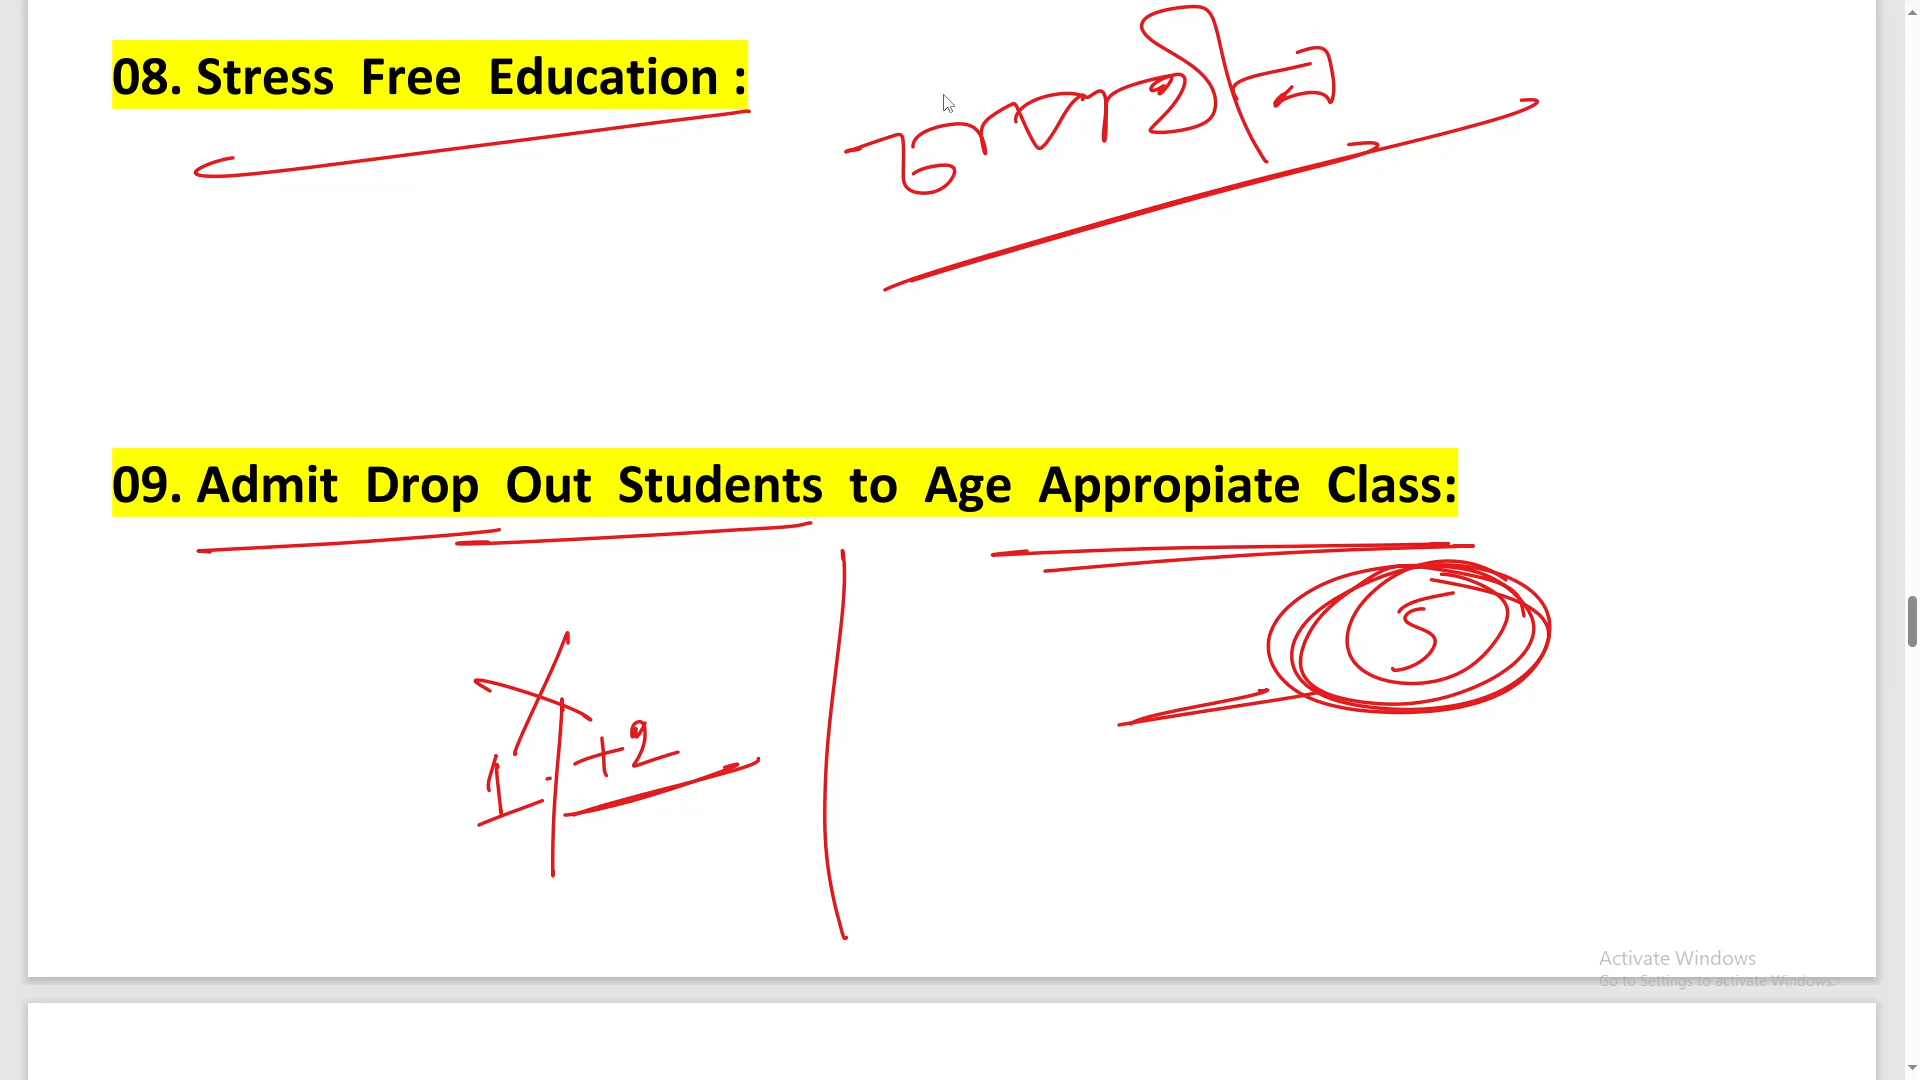 08. Stress Free Education :
09. Admit Drop Out Students to Age Appropiate Class:
5
1 +2
Activate Windows
Go to Settings to activate Windows.